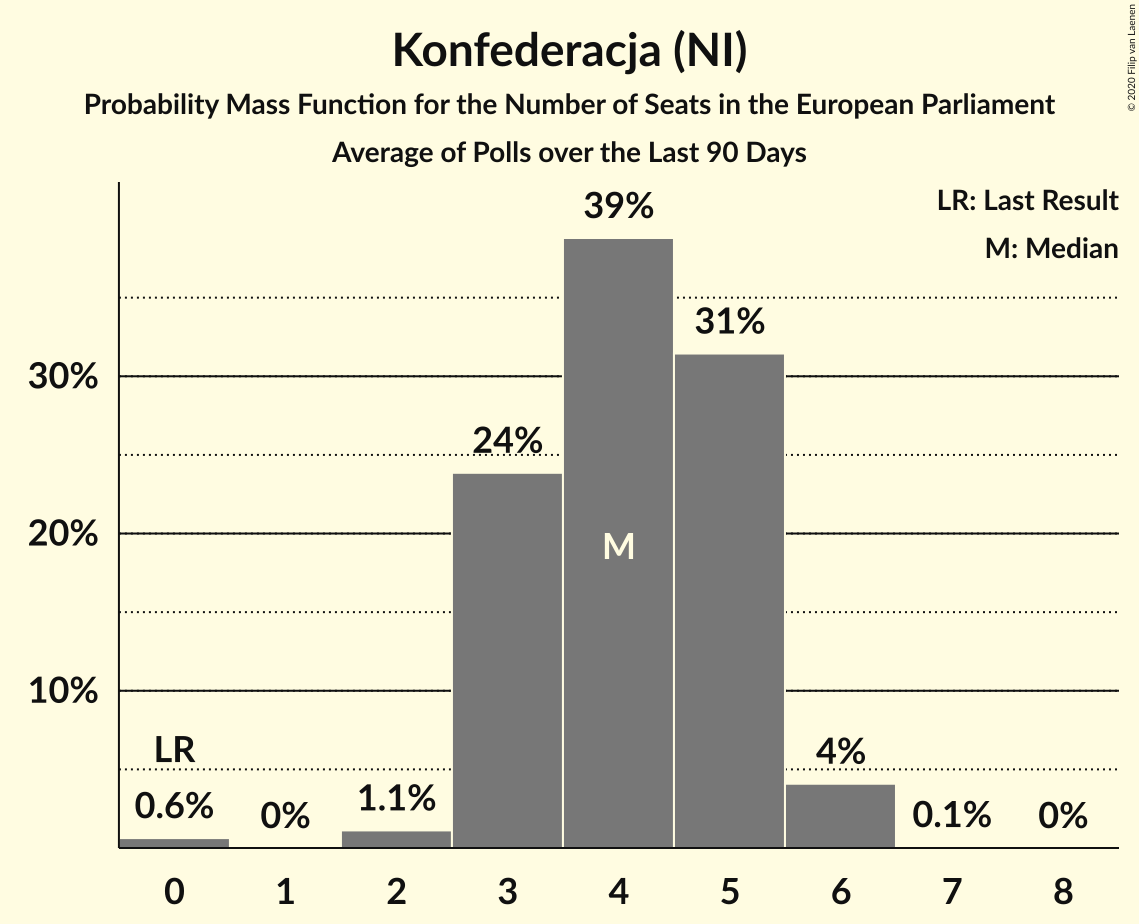 Konfederacja (NI)
Probability Mass Function for the Number of Seats in the European Parliament
Average of Polls over the Last 90 Days
© 2020 Filip van Laenen
LR: Last Result
M: Median
39%
31%
30%
24%
20%
M
10%
LR
4%
0.6%
0%
1.1%
0.1%
0%
0 1 2 3 4 5 6 7 8